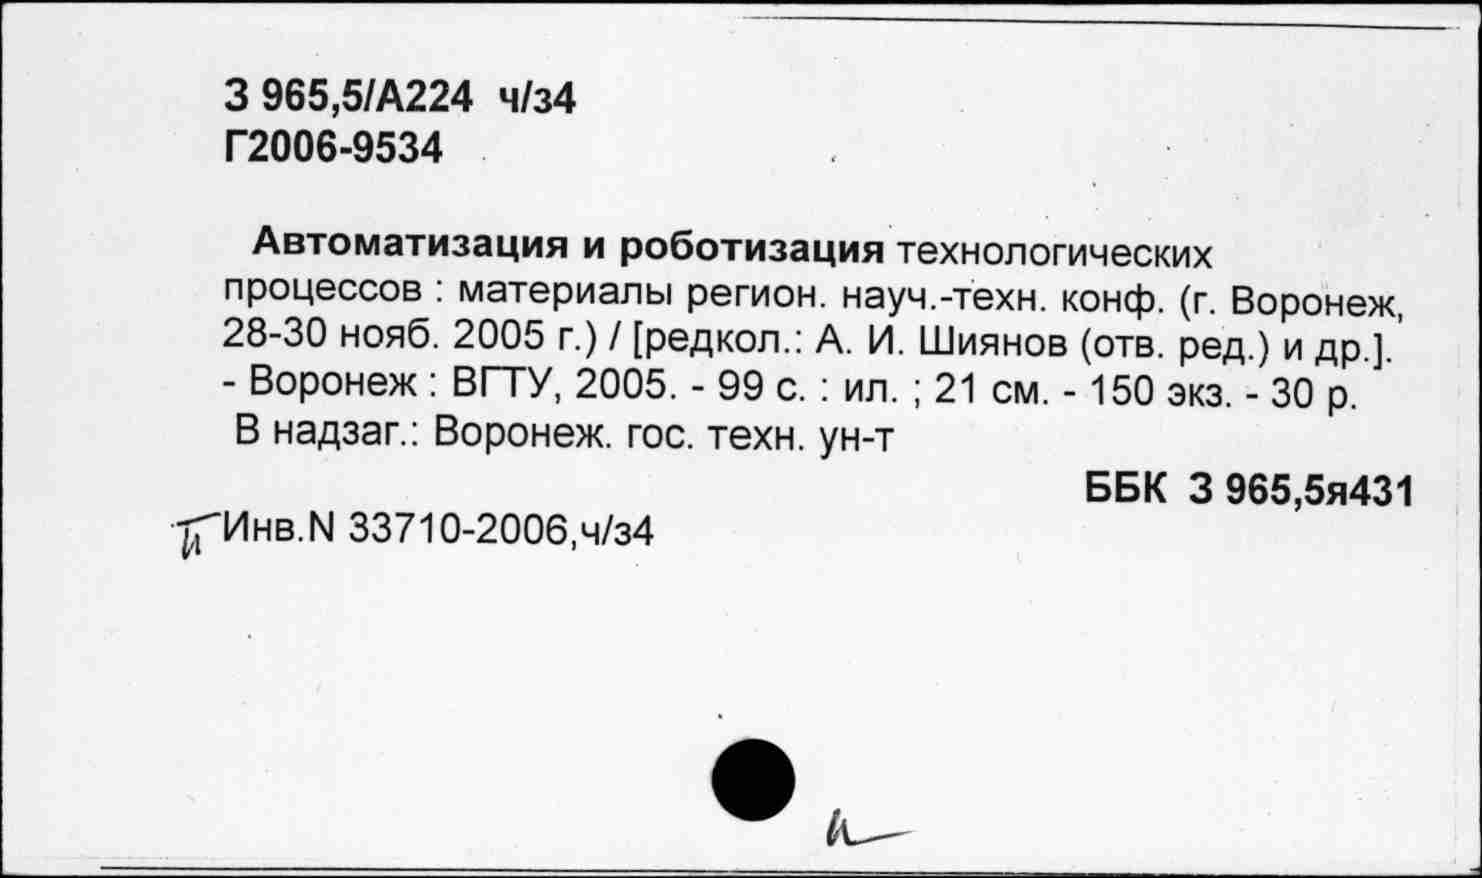 З 965,5/А224 ч/з4
Г2006-9534
Автоматизация и роботизация технологических
процессов : материалы регион. науч.-техн. конф. (г. Воронеж,
28-30 нояб. 2005 г.) / [редкол.: А. И. Шиянов (отв. ред.) и др.].
- Воронеж : ВГТУ, 2005. - 99 с. : ил. ; 21 см. - 150 экз. - 30 р.
В надзаг.: Воронеж. гос. техн. ун-т
ББК З 965,5я431
Инв.N 33710-2006,ч/з4